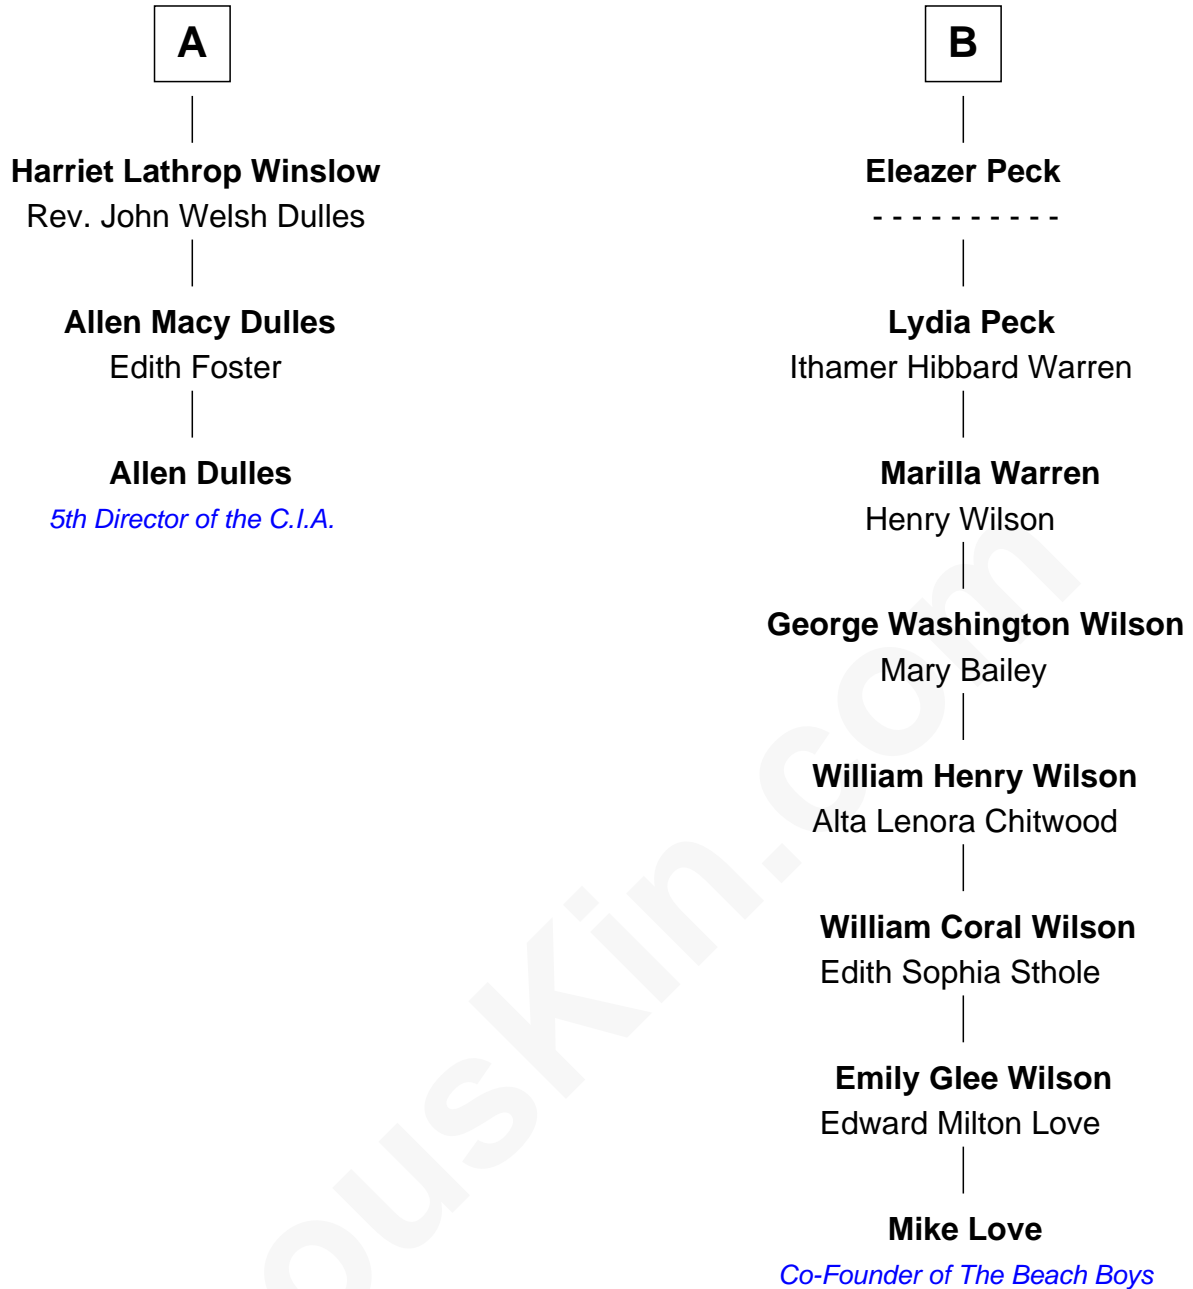 A
Harriet Lathrop Winslow
Rev. John Welsh Dulles
Allen Macy Dulles
Edith Foster
Allen Dulles
5th Director of the C.I.A.
B
Eleazer Peck
- - - - - - - - - -
Lydia Peck
Ithamer Hibbard Warren
Marilla Warren
Henry Wilson
George Washington Wilson
Mary Bailey
William Henry Wilson
Alta Lenora Chitwood
William Coral Wilson
Edith Sophia Sthole
Emily Glee Wilson
Edward Milton Love
Mike Love
Co-Founder of The Beach Boys
ousKin.com